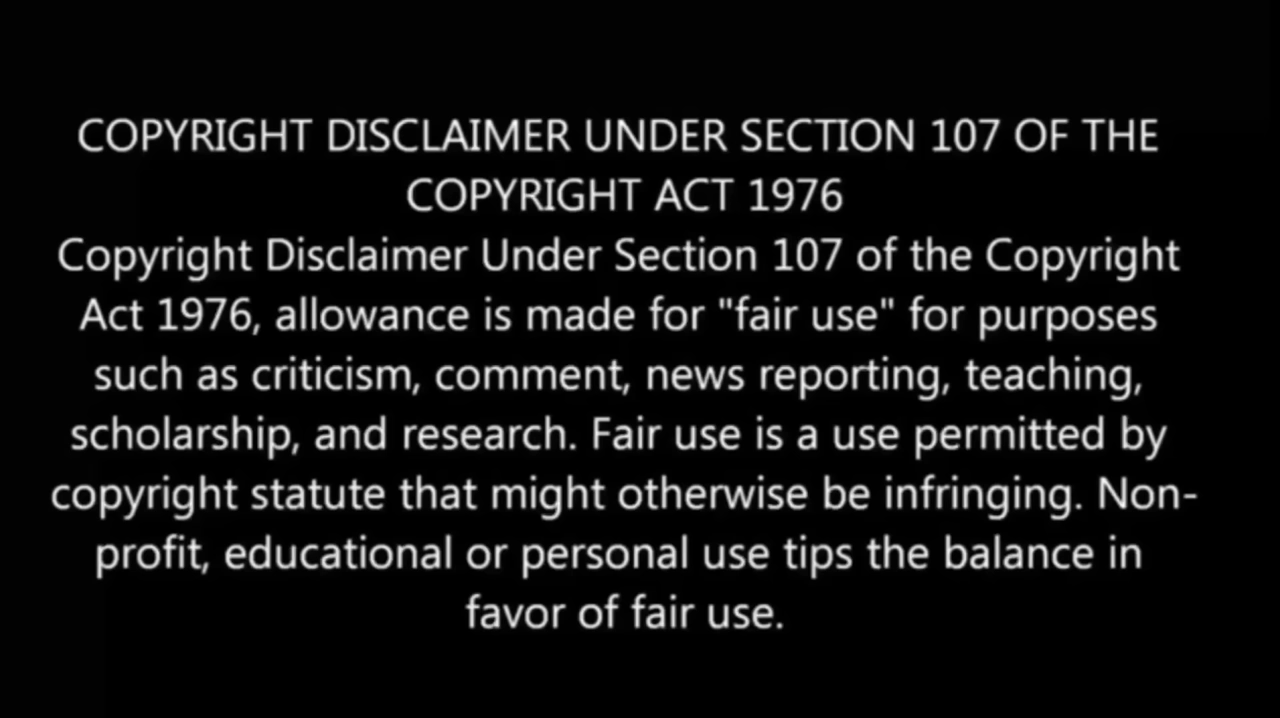 COPYRIGHT DISCLAIMER UNDER SECTION 107 OF THE
COPYRIGHT ACT 1976
Copyright Disclaimer Under Section 107 of the Copyright
Act 1976, allowance is made for "fair use" for purposes
such as criticism, comment, news reporting, teaching,
scholarship, and research. Fair use is a use permitted by
copyright statute that might otherwise be infringing. Non-
profit, educational or personal use tips the balance in
favor of fair use.